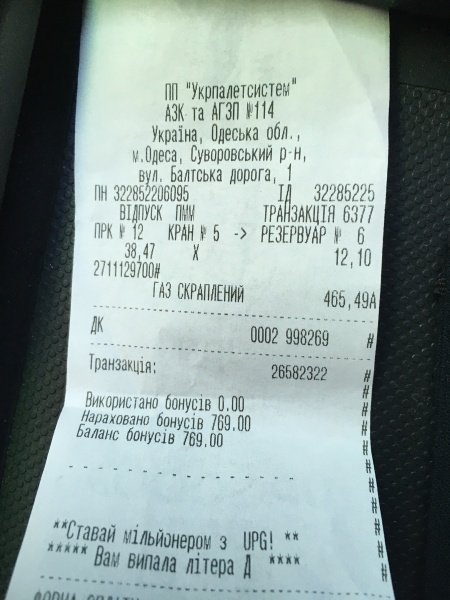 ПП "Укрпалетсистем"
АЗК та АГЗП №114
Україна, Одеська обл.,
м.Одеса, Суворовський р-н,
вул. Балтська дорога, 1
ПН 322852206095 ІД 32285225
ВІДПУСК ПММ ТРАНЗАКЦІЯ 6377
ПРК № 12 КРАН № 5 -> РЕЗЕРВУАР № 6
38,47 X 12,10
2711129700#
ГАЗ СКРАПЛЕНИЙ 465,49А
ДК 0002 998269 #
Транзакція: 26582322 #
Використано бонусів 0.00 #
Нараховано бонусів 769.00 #
Баланс бонусів 769.00 #
**Ставай мільйонером з UPG! ** #
***** Вам випала літера Д **** #